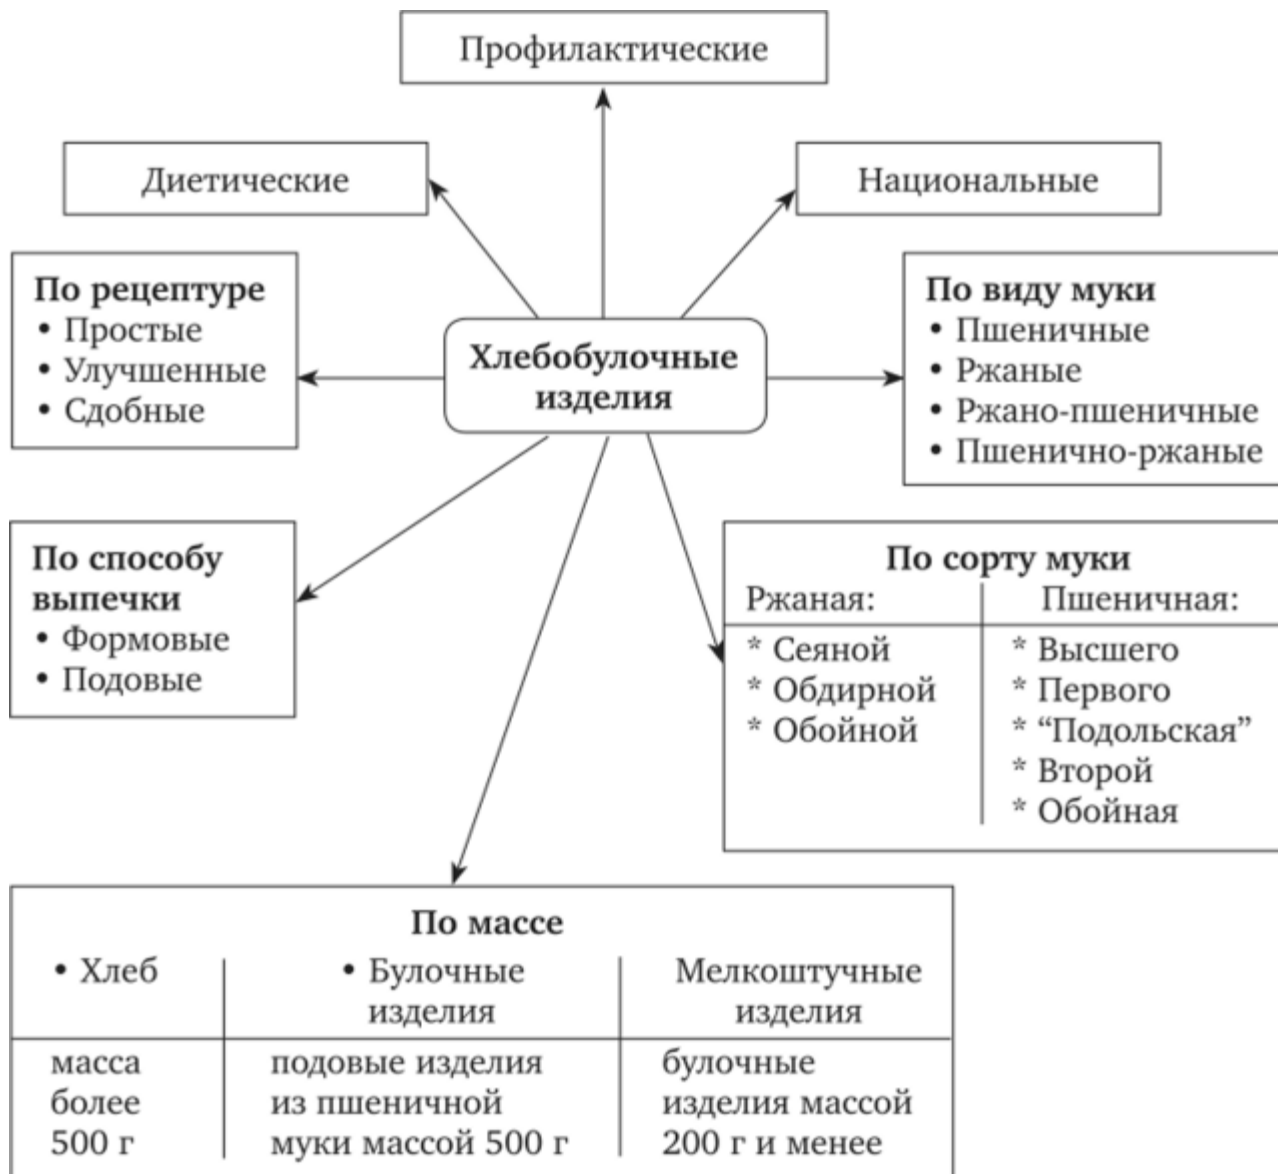 Профилактические
Диетические
Национальные
По рецептуре
• Простые
• Улучшенные
• Сдобные
Хлебобулочные
изделия
По виду муки
• Пшеничные
• Ржаные
• Ржано-пшеничные
• Пшенично-ржаные
По способу
выпечки
• Формовые
• Подовые
По сорту муки
Ржаная:
* Сеяной
* Обдирной
* Обойной
Пшеничная:
* Высшего
* Первого
* “Подольская”
* Второй
* Обойная
По массе
• Хлеб
масса
более
500 г
• Булочные
изделия
подовые изделия
из пшеничной
муки массой 500 г
Мелкоштучные
изделия
булочные
изделия массой
200 г и менее